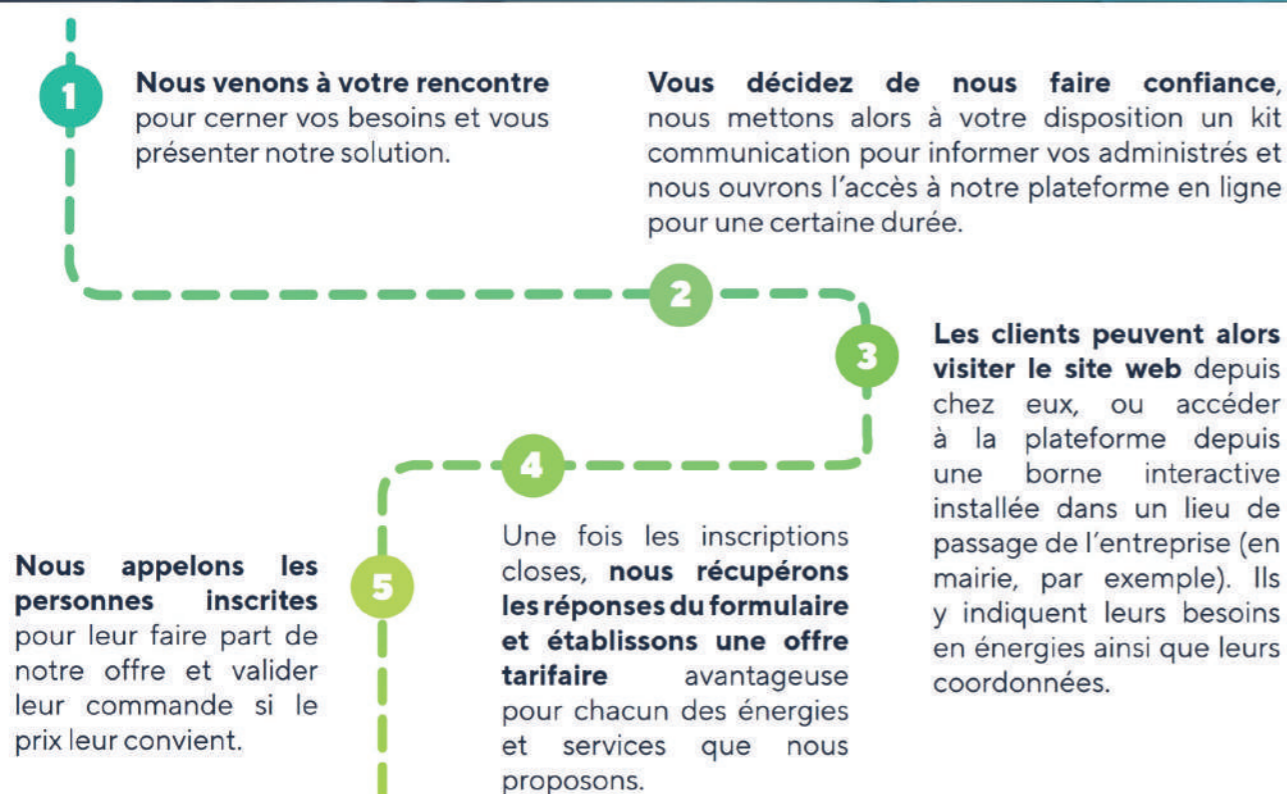 1
Nous venons à votre rencontre
pour cerner vos besoins et vous
présenter notre solution.
Vous décidez de nous faire confiance,
nous mettons alors à votre disposition un kit
communication pour informer vos administrés et
nous ouvrons l'accès à notre plateforme en ligne
pour une certaine durée.
2
3
Les clients peuvent alors
visiter le site web depuis
chez eux, ou accéder
à la plateforme depuis
une borne interactive
installée dans un lieu de
passage de l'entreprise (en
mairie, par exemple). Ils
y indiquent leurs besoins
en énergies ainsi que leurs
coordonnées.
4
Une fois les inscriptions
closes, nous récupérons
les réponses du formulaire
et établissons une offre
tarifaire avantageuse
pour chacun des énergies
et services que nous
proposons.
5
Nous appelons les
personnes inscrites
pour leur faire part de
notre offre et valider
leur commande si le
prix leur convient.